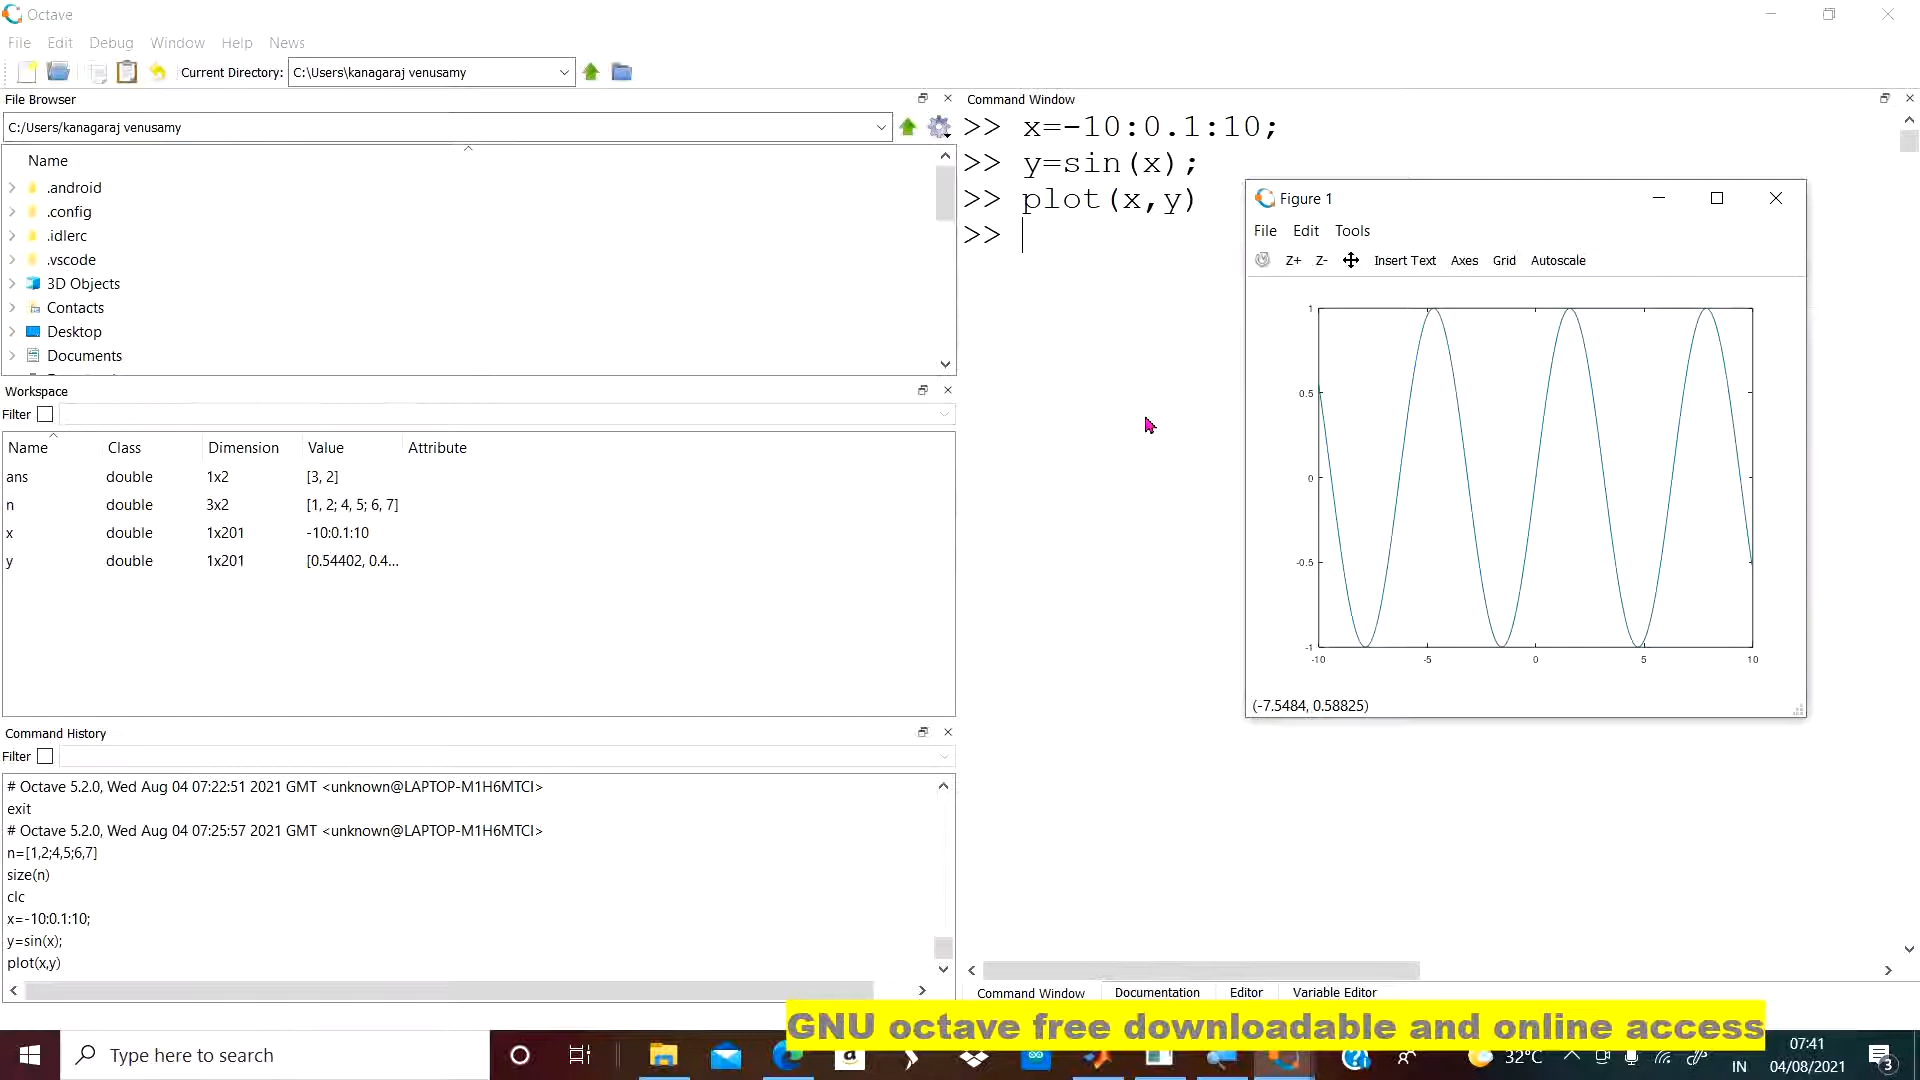 Octave
File Edit Debug Window Help News
Current Directory: C:\Users\kanagaraj venusamy
File Browser
C:/Users/kanagaraj venusamy
Name
.android
.config
.idlerc
.vscode
3D Objects
Contacts
Desktop
Documents
Workspace
Filter
Name Class Dimension Value Attribute
ans double 1x2 [3, 2]
n double 3x2 [1, 2; 4, 5; 6, 7]
x double 1x201 -10:0.1:10
y double 1x201 [0.54402, 0.4...
Command History
Filter
# Octave 5.2.0, Wed Aug 04 07:22:51 2021 GMT <unknown@LAPTOP-M1H6MTCI>
exit
# Octave 5.2.0, Wed Aug 04 07:25:57 2021 GMT <unknown@LAPTOP-M1H6MTCI>
n=[1,2;4,5;6,7]
size(n)
clc
x=-10:0.1:10;
y=sin(x);
plot(x,y)
Command Window
>> x=-10:0.1:10;
>> y=sin(x);
>> plot(x,y)
>>
Figure 1
File Edit Tools
Z+ Z- Insert Text Axes Grid Autoscale
1
0.5
0
-0.5
-1
-10 -5 0 5 10
(-7.5484, 0.58825)
Command Window Documentation Editor Variable Editor
GNU octave free downloadable and online access
Type here to search
32°C
IN
07:41
04/08/2021
3